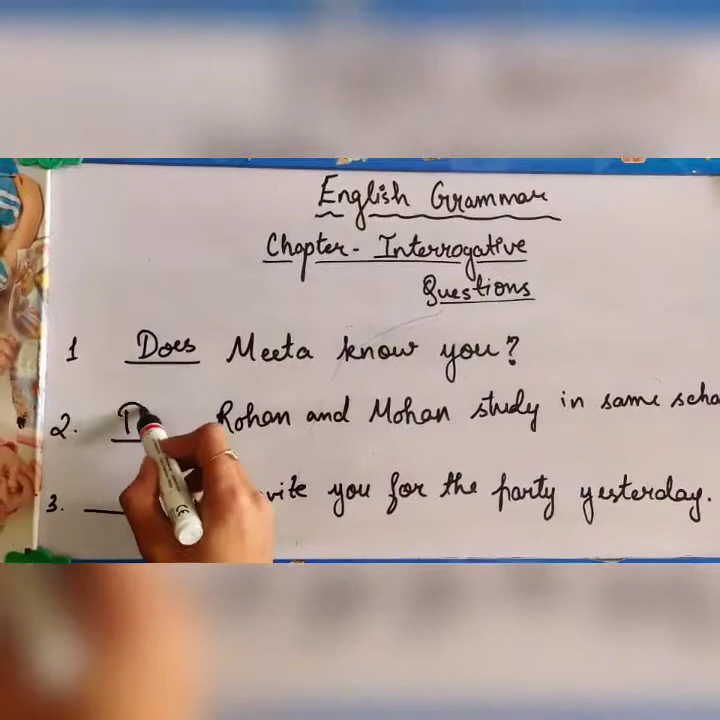 English Grammar
Chapter- Interrogative
Questions
1 Does Meeta know you?
2. Rohan and Mohan study in same
3. you for the party yesterday.